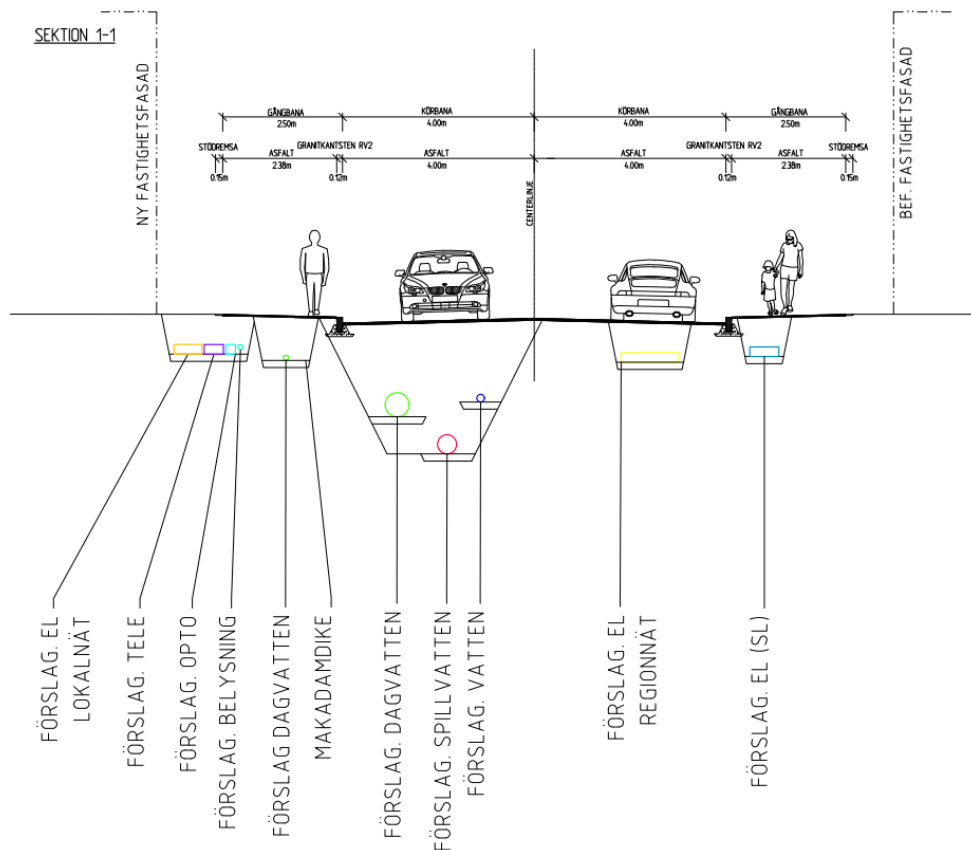 SEKTION 1-1
NY FASTIGHETSFASAD
BEF. FASTIGHETSFASAD
GÅNGBANA
2.50m
KÖRBANA
4.00m
KÖRBANA
4.00m
GÅNGBANA
2.50m
STÖDREMSA
0.15m
ASFALT
2.38m
GRANITKANTSTEN RV2
0.12m
ASFALT
4.00m
ASFALT
4.00m
GRANITKANTSTEN RV2
0.12m
ASFALT
2.38m
STÖDREMSA
0.15m
CENTERLINJE
FÖRSLAG. EL
LOKALNÄT
FÖRSLAG. TELE
FÖRSLAG. OPTO
FÖRSLAG. BELYSNING
FÖRSLAG DAGVATTEN
MAKADAMDIKE
FÖRSLAG. DAGVATTEN
FÖRSLAG. SPILLVATTEN
FÖRSLAG. VATTEN
FÖRSLAG. EL
REGIONNÄT
FÖRSLAG. EL (SL)